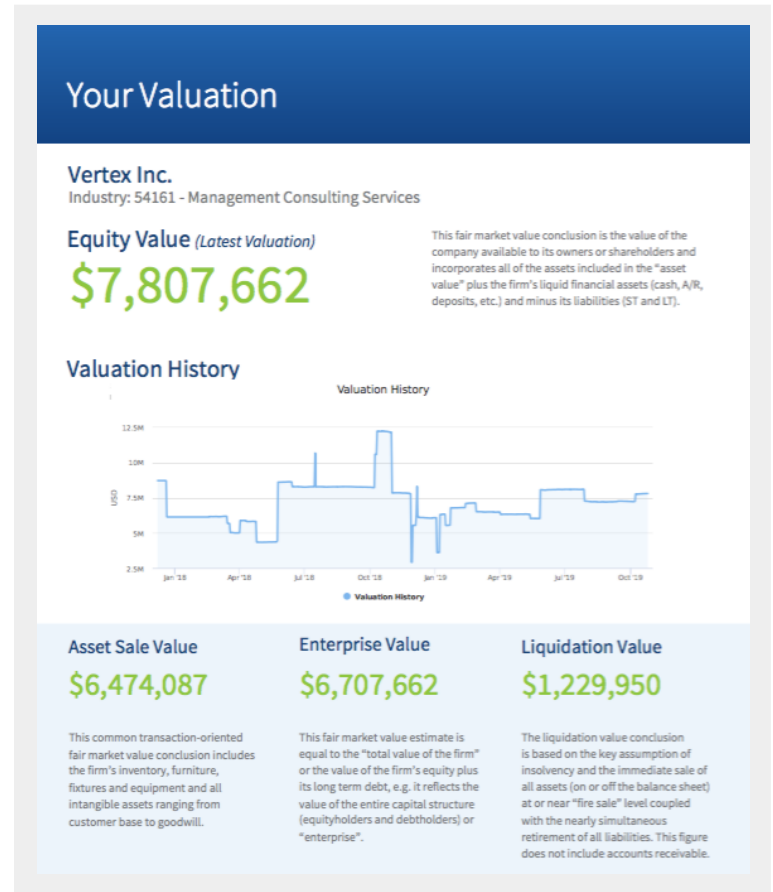 Your Valuation
Vertex Inc.
Industry: 54161 - Management Consulting Services
Equity Value (Latest Valuation)
$7,807,662
This fair market value conclusion is the value of the
company available to its owners or shareholders and
incorporates all of the assets included in the “asset
value” plus the firm’s liquid financial assets (cash, A/R,
deposits, etc.) and minus its liabilities (ST and LT).
Valuation History
Valuation History
12.5M
10M
7.5M
5M
2.5M
USD
Jan '18
Apr '18
Jul '18
Oct '18
Jan '19
Apr '19
Jul '19
Oct '19
Valuation History
Asset Sale Value
$6,474,087
This common transaction-oriented
fair market value conclusion includes
the firm’s inventory, furniture,
fixtures and equipment and all
intangible assets ranging from
customer base to goodwill.
Enterprise Value
$6,707,662
This fair market value estimate is
equal to the “total value of the firm”
or the value of the firm’s equity plus
its long term debt, e.g. it reflects the
value of the entire capital structure
(equityholders and debtholders) or
“enterprise”.
Liquidation Value
$1,229,950
The liquidation value conclusion
is based on the key assumption of
insolvency and the immediate sale of
all assets (on or off the balance sheet)
at or near “fire sale” level coupled
with the nearly simultaneous
retirement of all liabilities. This figure
does not include accounts receivable.